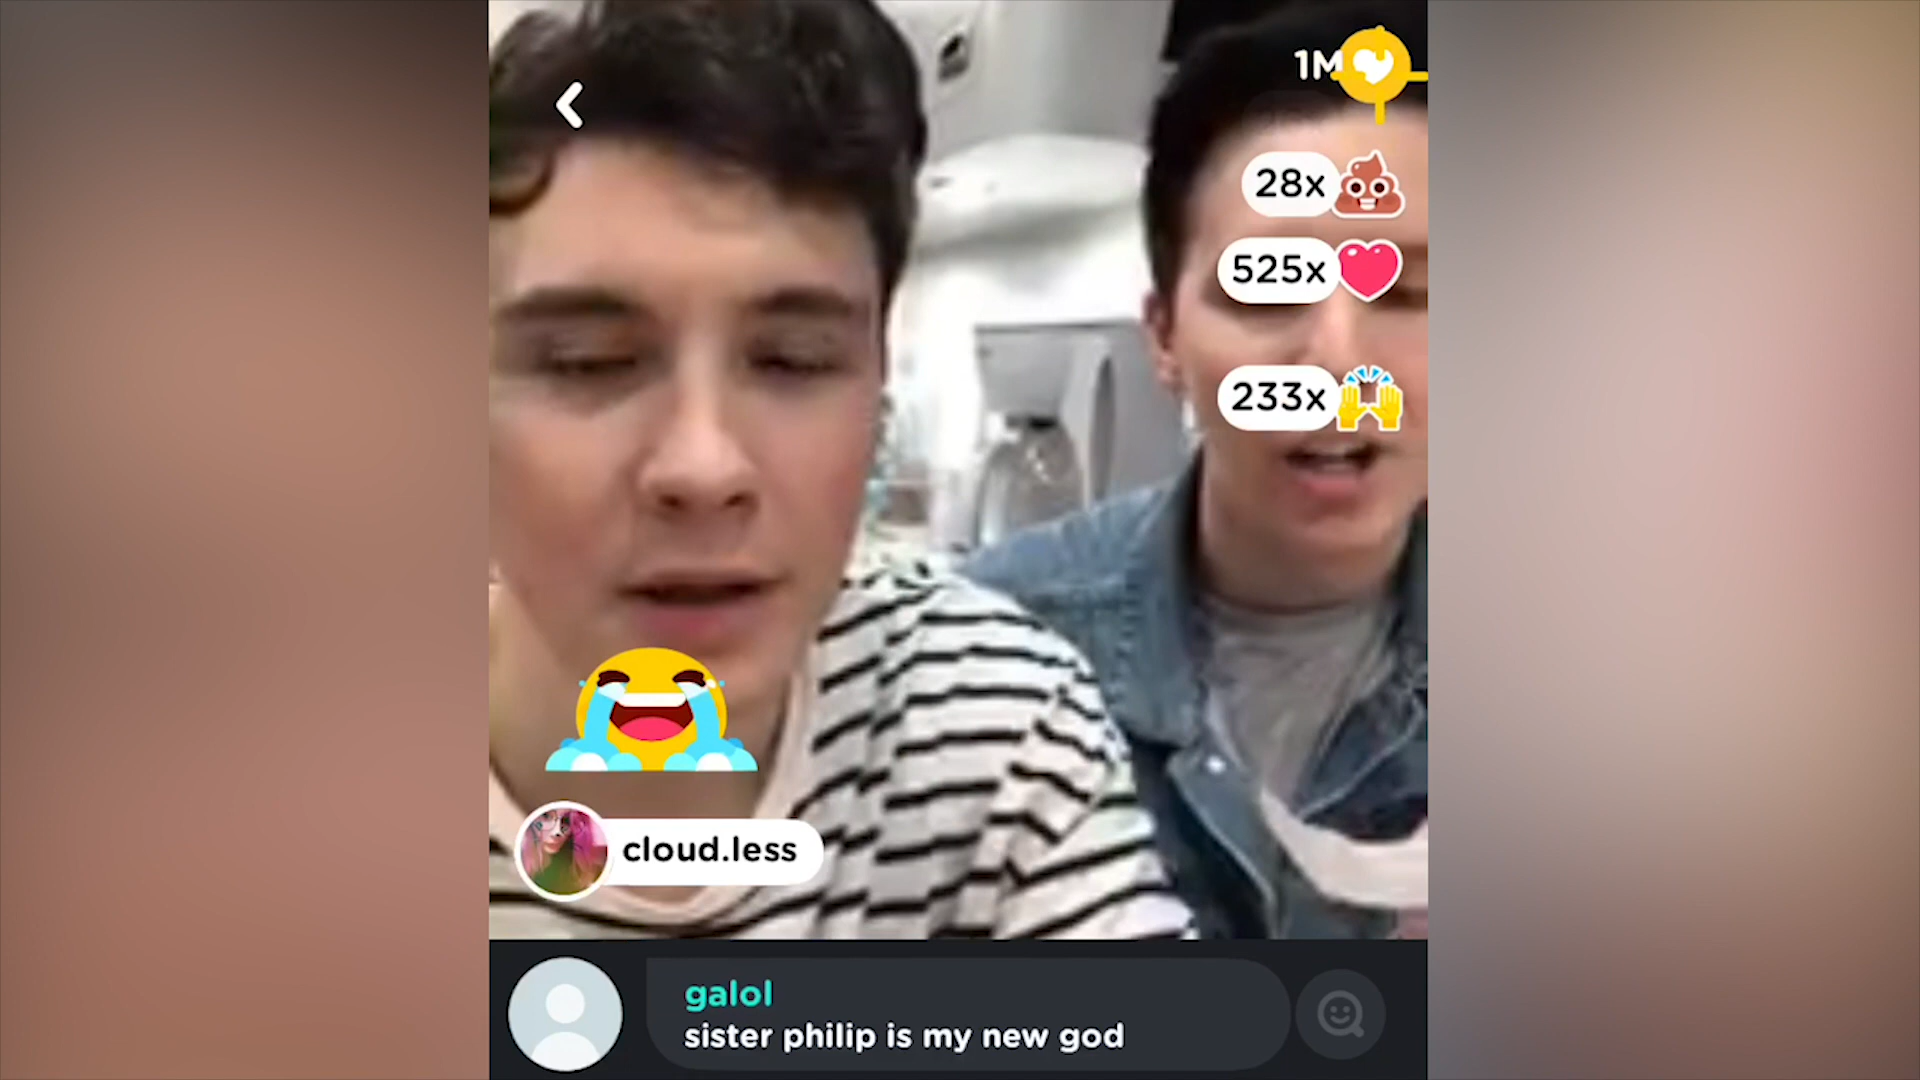 1M
28x
525x
233x
cloud.less
galol
sister philip is my new god